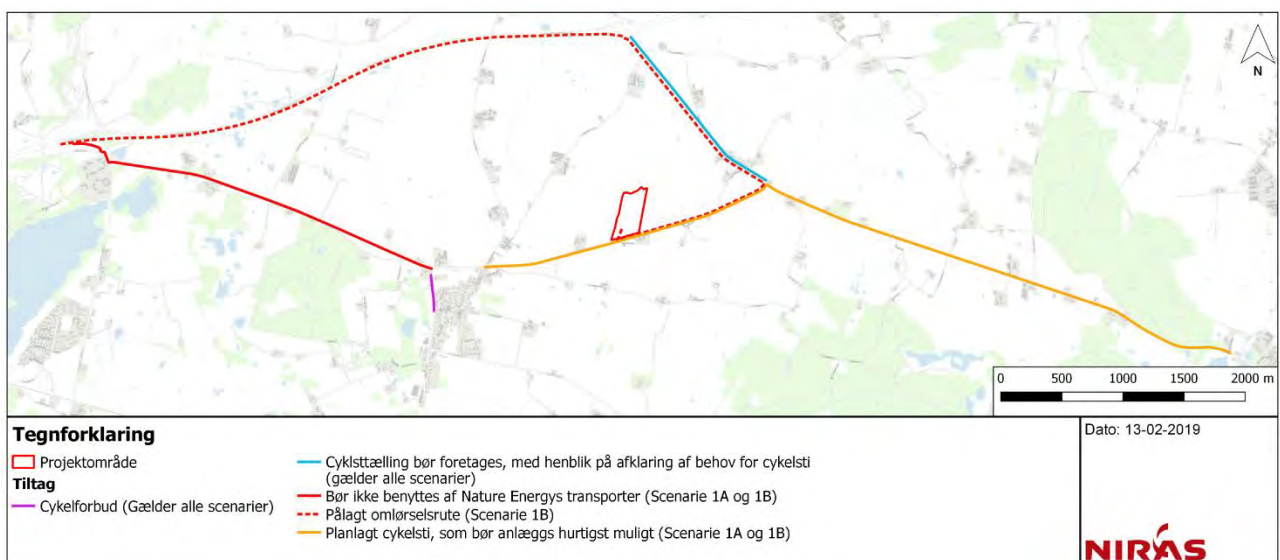 N
0 500 1000 1500 2000 m
Tegnforklaring
Projektområde
Tiltag
Cykelforbud (Gælder alle scenarier)
Cyklsttælling bør foretages, med henblik på afklaring af behov for cykelsti
(gælder alle scenarier)
Bør ikke benyttes af Nature Energys transporter (Scenarie 1A og 1B)
Pålagt omlørselsrute (Scenarie 1B)
Planlagt cykelsti, som bør anlæggs hurtigst muligt (Scenarie 1A og 1B)
Dato: 13-02-2019
NIRAS